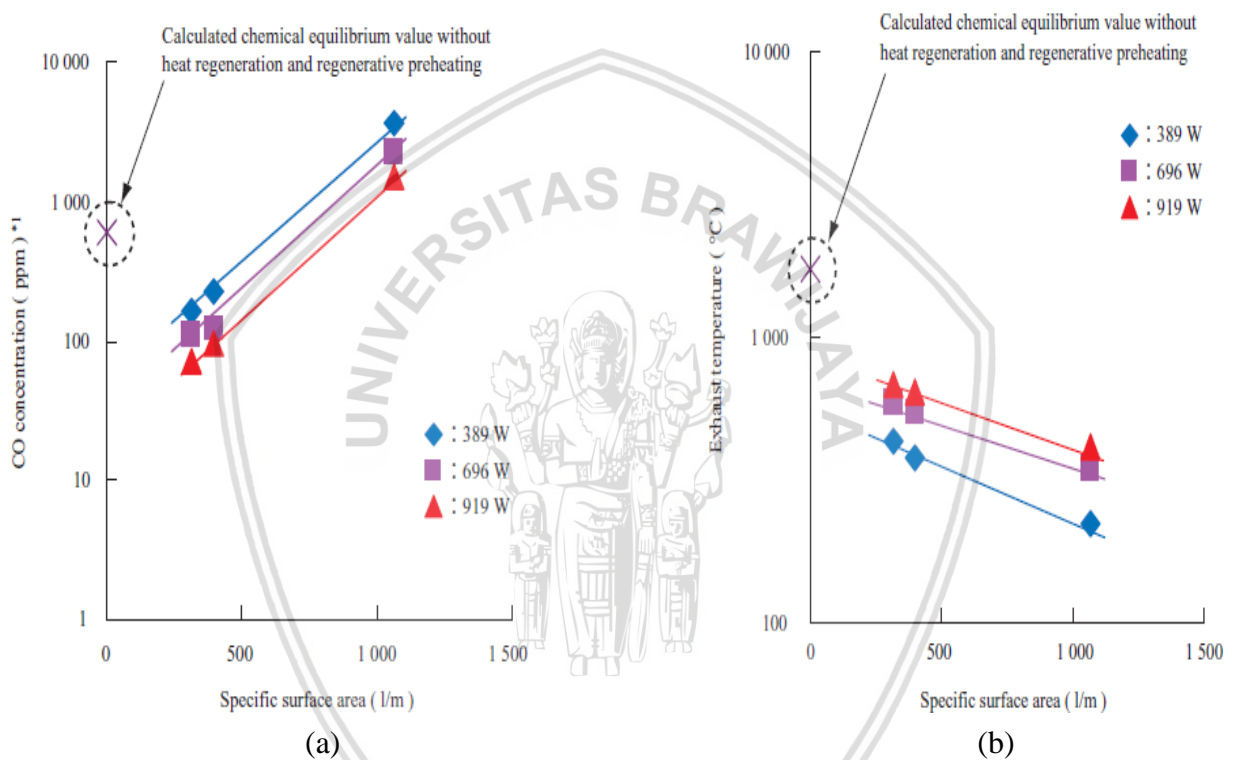 Calculated chemical equilibrium value without
heat regeneration and regenerative preheating
10 000
1 000
100
10
1
CO concentration ( ppm ) *1
: 389 W
: 696 W
: 919 W
0 500 1 000 1 500
Specific surface area ( l/m )
(a)
Calculated chemical equilibrium value without
heat regeneration and regenerative preheating
10 000
1 000
100
Exhaust temperature ( °C )
: 389 W
: 696 W
: 919 W
0 500 1 000 1 500
Specific surface area ( l/m )
(b)
UNIVERSITAS BRAWIJAYA